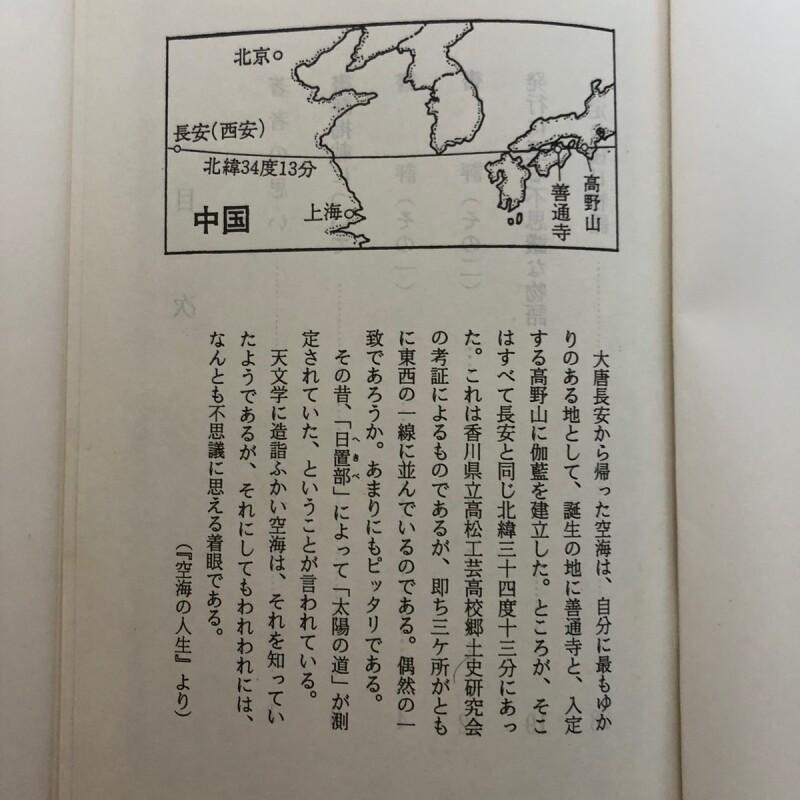 北京
長安(西安)
北緯34度13分
上海
中国
善通寺
高野山
大唐長安から帰った空海は、自分に最もゆか
りのある地として、誕生の地に善通寺と、入定
する高野山に伽藍を建立した。ところが、そこ
はすべて長安と同じ北緯三十四度十三分にあっ
た。これは香川県立高松工芸高校郷土史研究会
の考証によるものであるが、即ち三ケ所がとも
に東西の一線に並んでいるのである。偶然の一
致であろうか。あまりにもピッタリである。
その昔、「日置部」によって「太陽の道」が測
へきべ
定されていた、ということが言われている。
天文学に造詣ふかい空海は、それを知ってい
たようであるが、それにしてもわれわれには、
なんとも不思議に思える着眼である。
(『空海の人生』より)